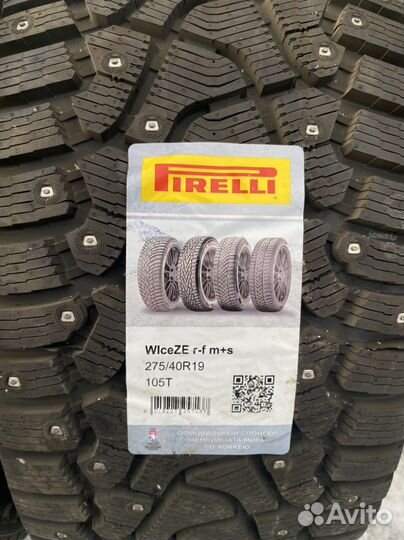 PIRELLI
WIceZE r-f m+s
275/40R19
105T
ОФИЦИАЛЬНЫЙ СПОНСОР
ЧЕМПИОНАТА МИРА
ПО ХОККЕЮ
Avito